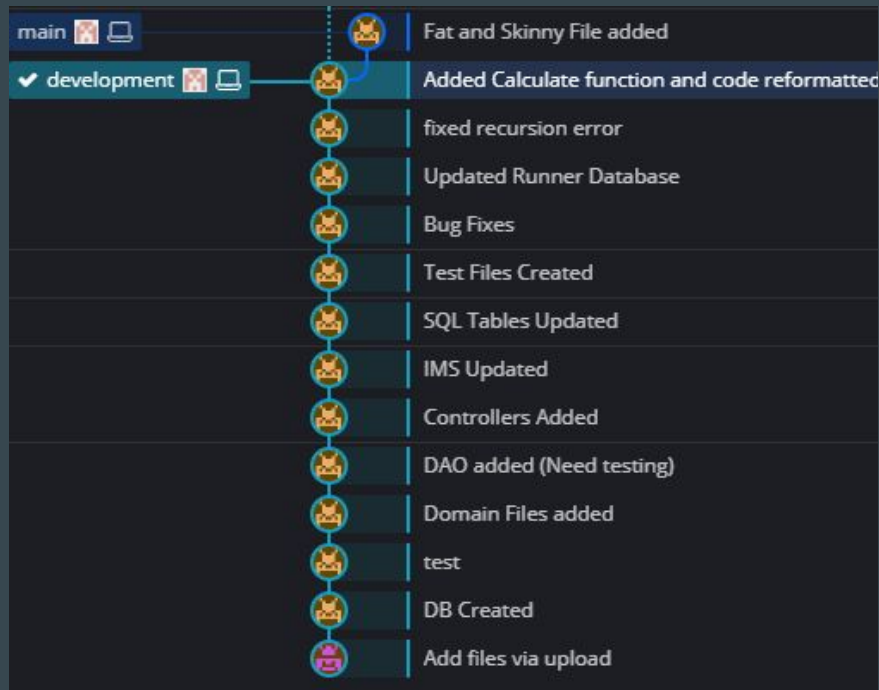 main
Fat and Skinny File added
development
Added Calculate function and code reformatted
fixed recursion error
Updated Runner Database
Bug Fixes
Test Files Created
SQL Tables Updated
IMS Updated
Controllers Added
DAO added (Need testing)
Domain Files added
test
DB Created
Add files via upload